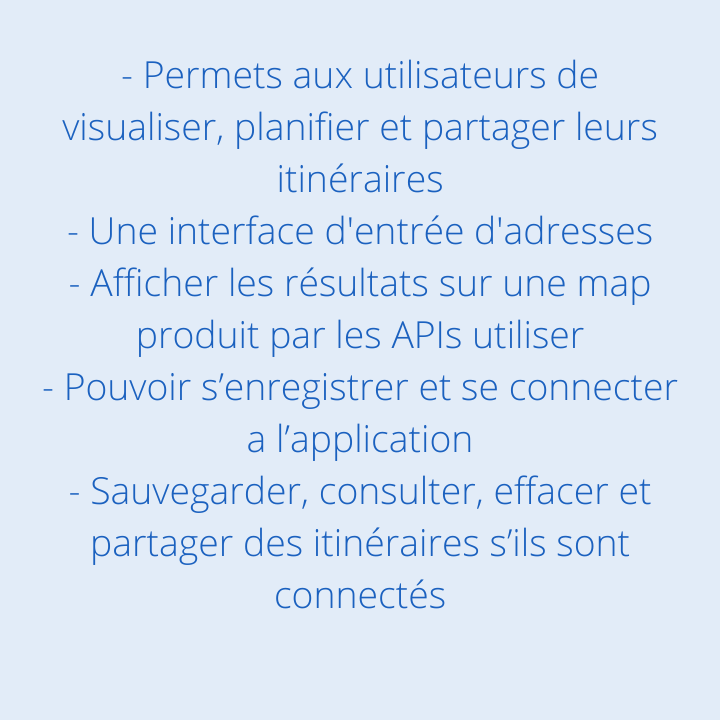 - Permets aux utilisateurs de
visualiser, planifier et partager leurs
itinéraires
- Une interface d'entrée d'adresses
- Afficher les résultats sur une map
produit par les APIs utiliser
- Pouvoir s’enregistrer et se connecter
a l’application
- Sauvegarder, consulter, effacer et
partager des itinéraires s’ils sont
connectés